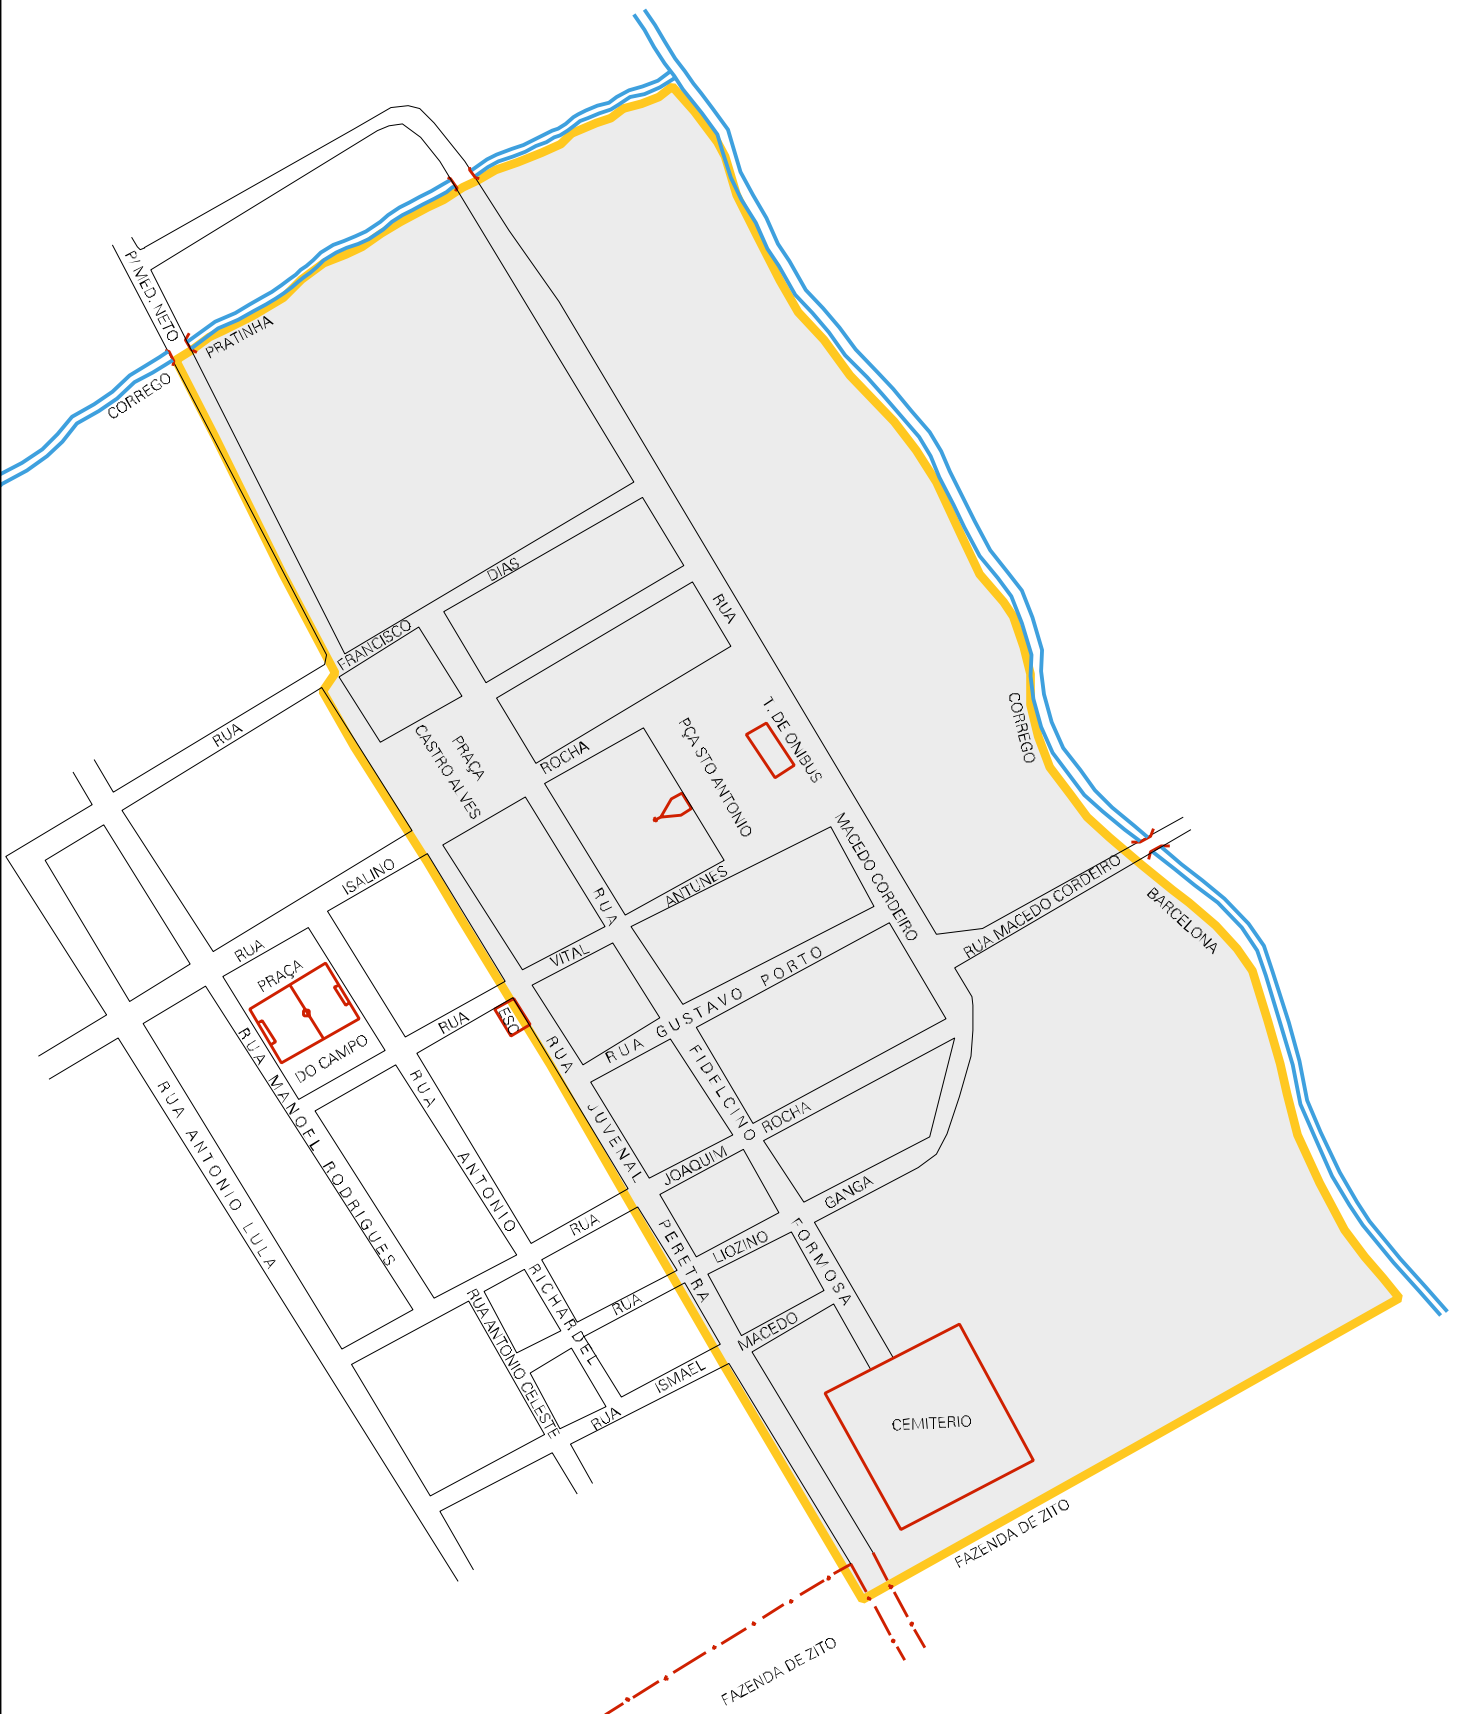 P/ MED. NETO
PRATINHA
CORREGO
DIAS
FRANCISCO
RUA
RUA
T. DE ONIBUS
PÇA STO ANTONIO
PRAÇA
CASTRO ALVES
ROCHA
CORREGO
MACEDO CORDEIRO
RUA MACEDO CORDEIRO
BARCELONA
ISALINO
RUA
ANTUNES
RUA
VITAL
RUA
PRAÇA
DO CAMPO
ESC
RUA GUSTAVO PORTO
RUA
JUVENAL
PEREIRA
FIDELCINO
FORMOSA
ROCHA
JOAQUIM
RUA
GANGA
LIOZINO
RUA
MACEDO
ISMAEL
RUA
RUA MANOEL RODRIGUES
RUA ANTONIO LULA
RUA ANTONIO
RICHARDEL
RUA ANTONIO CELESTE
CEMITERIO
FAZENDA DE ZITO
FAZENDA DE ZITO